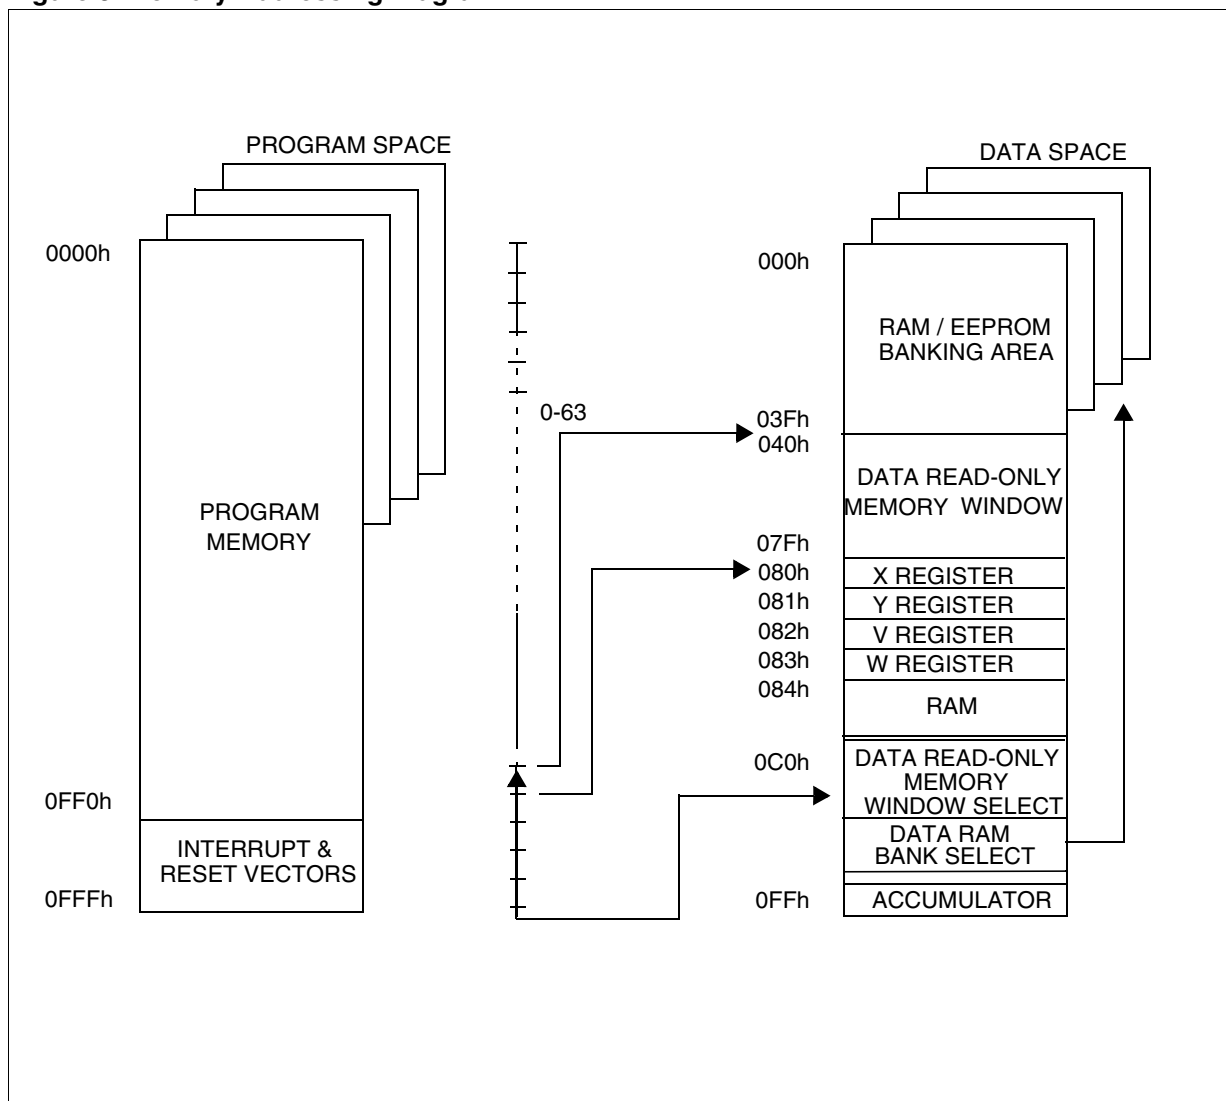 PROGRAM SPACE
0000h
PROGRAM
MEMORY
0FF0h
INTERRUPT &
RESET VECTORS
0FFFh
0-63
DATA SPACE
000h
RAM / EEPROM
BANKING AREA
03Fh
040h
DATA READ-ONLY
MEMORY WINDOW
07Fh
080h
X REGISTER
081h
Y REGISTER
082h
V REGISTER
083h
W REGISTER
084h
RAM
0C0h
DATA READ-ONLY
MEMORY
WINDOW SELECT
DATA RAM
BANK SELECT
0FFh
ACCUMULATOR